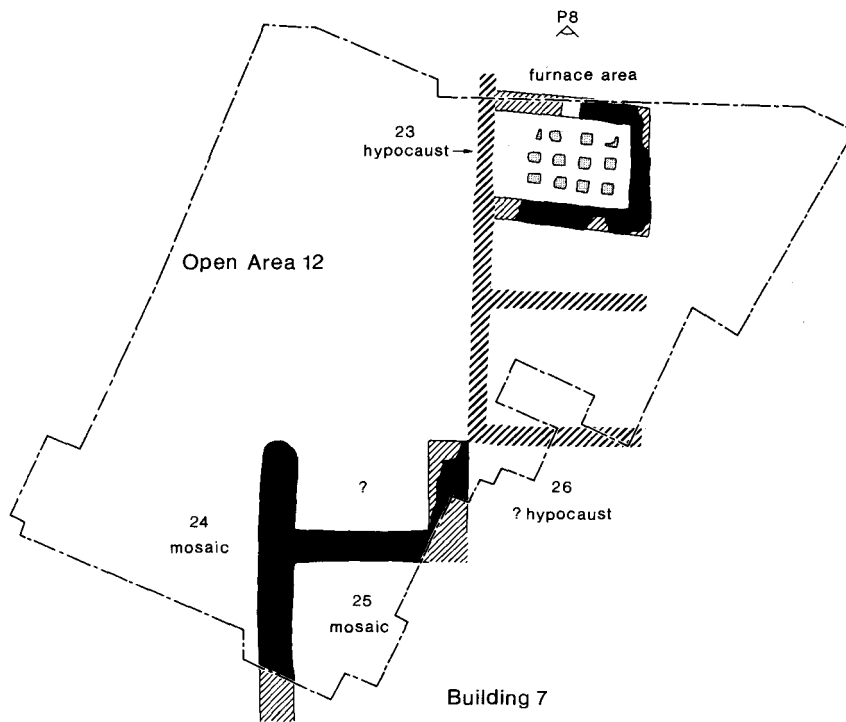 P8
furnace area
23
hypocaust
Open Area 12
?
26
? hypocaust
24
mosaic
25
mosaic
Building 7